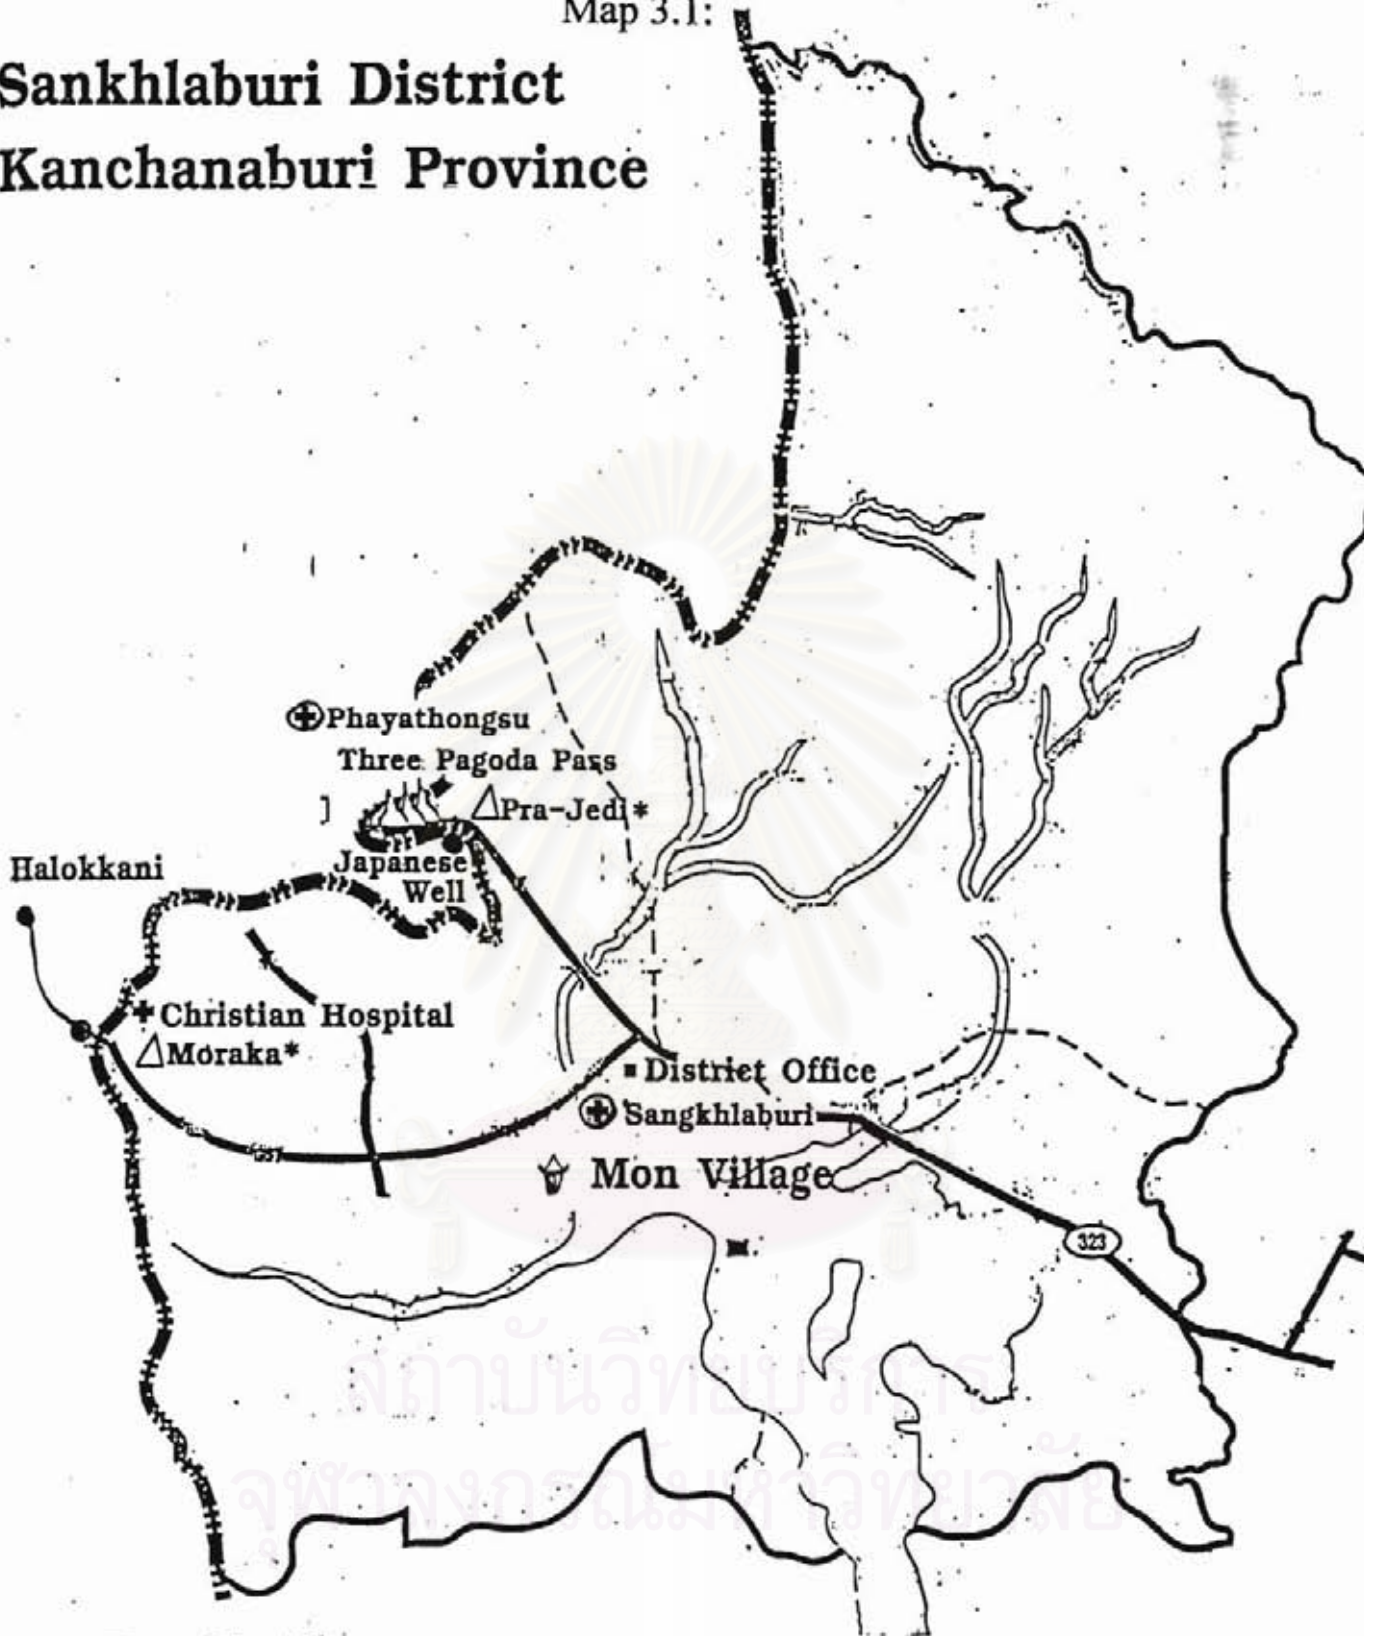 Map 3.1:
Sankhlaburi District
Kanchanaburi Province
Phayathongsu
Three Pagoda Pass
Pra-Jedi*
Japanese
Well
Halokkani
Christian Hospital
Moraka*
District Office
Sangkhlaburi
Mon Village
323
สถาบันวิทยบริการ
จุฬาลงกรณ์มหาวิทยาลัย